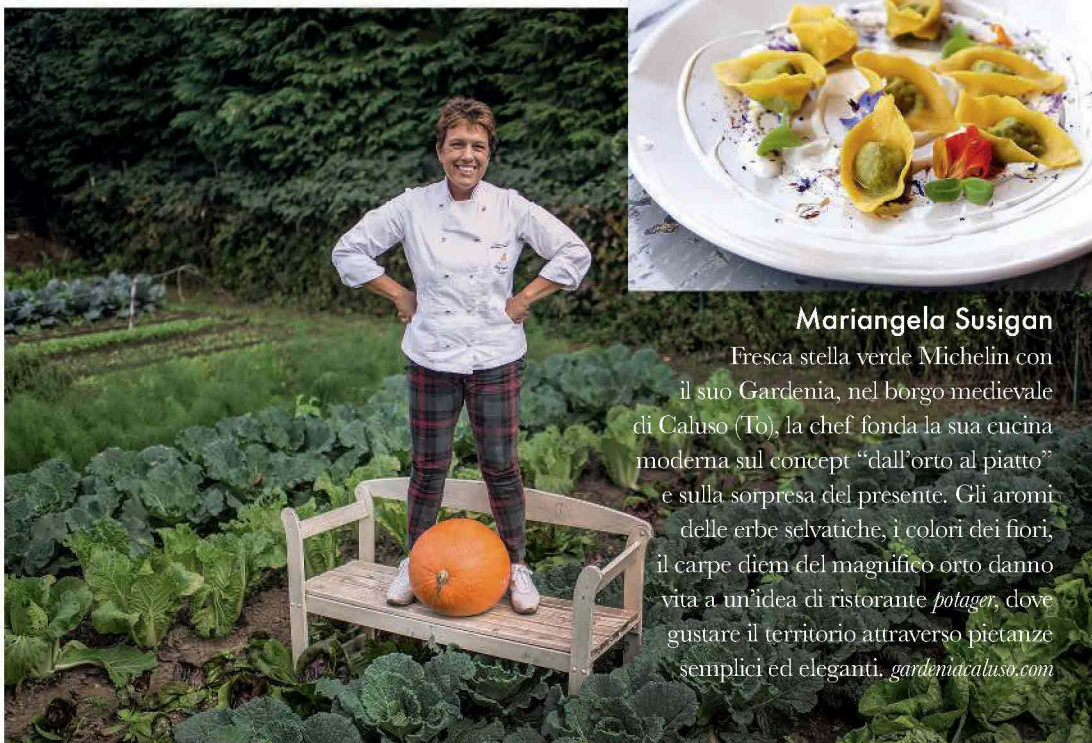 Mariangela Susigan
Fresca stella verde Michelin con
il suo Gardenia, nel borgo medievale
di Caluso (To), la chef fonda la sua cucina
moderna sul concept “dall’orto al piatto”
e sulla sorpresa del presente. Gli aromi
delle erbe selvatiche, i colori dei fiori,
il carpe diem del magnifico orto danno
vita a un’idea di ristorante potager, dove
gustare il territorio attraverso pietanze
semplici ed eleganti. gardeniacaluso.com